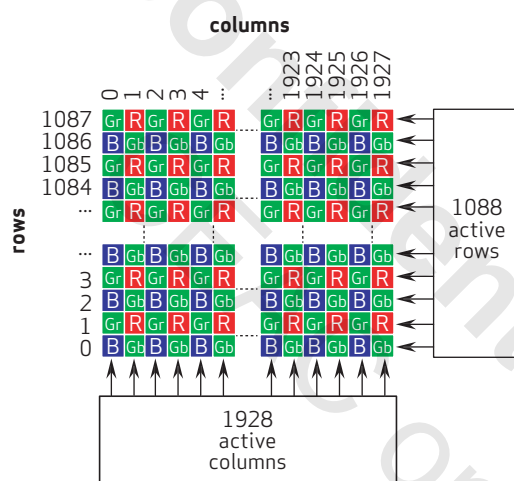 columns
0 1 2 3 4 ... ... 1923 1924 1925 1926 1927
1087 Gr R Gr R Gr R Gr R Gr R Gr R
1086 B Gb B Gb B Gb B Gb B Gb B Gb
1085 Gr R Gr R Gr R Gr R Gr R Gr R
1084 B Gb B Gb B Gb B Gb B Gb B Gb
... Gr R Gr R Gr R Gr R Gr R Gr R
rows
... B Gb B Gb B Gb B Gb B Gb B Gb
3 Gr R Gr R Gr R Gr R Gr R Gr R
2 B Gb B Gb B Gb B Gb B Gb B Gb
1 Gr R Gr R Gr R Gr R Gr R Gr R
0 B Gb B Gb B Gb B Gb B Gb B Gb
1088
active
rows
1928
active
columns